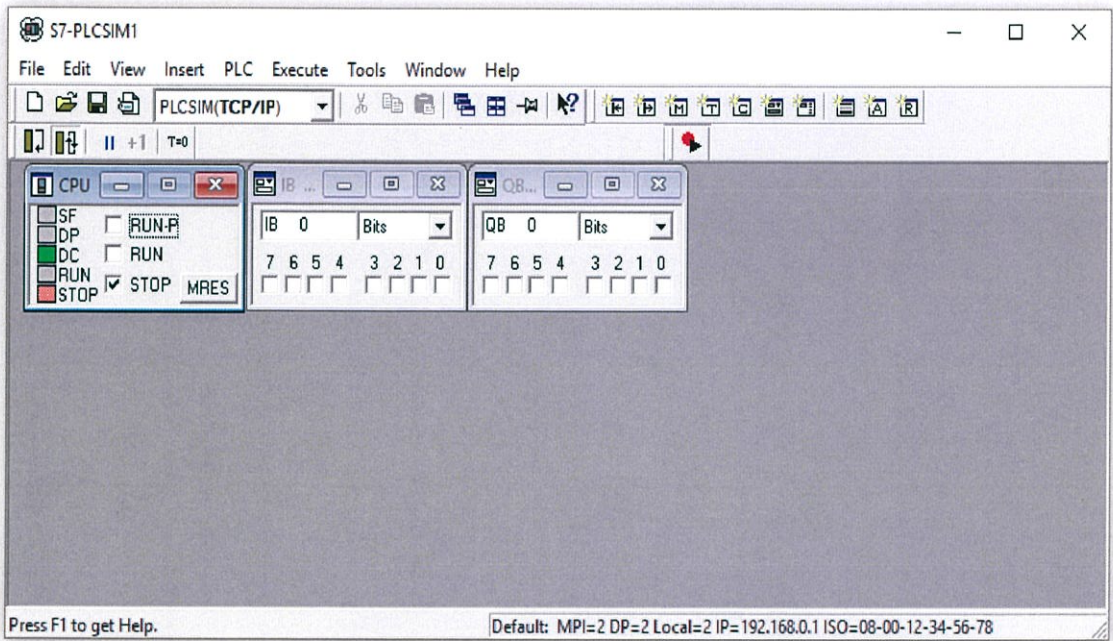 S7-PLCSIM1
File Edit View Insert PLC Execute Tools Window Help
PLCSIM(TCP/IP)
+1 T=0
CPU
SF
DP
DC
RUN
STOP
RUN-P
RUN
STOP
MRES
IB ...
IB 0 Bits
7 6 5 4 3 2 1 0
QB...
QB 0 Bits
7 6 5 4 3 2 1 0
Press F1 to get Help.
Default: MPI=2 DP=2 Local=2 IP=192.168.0.1 ISO=08-00-12-34-56-78